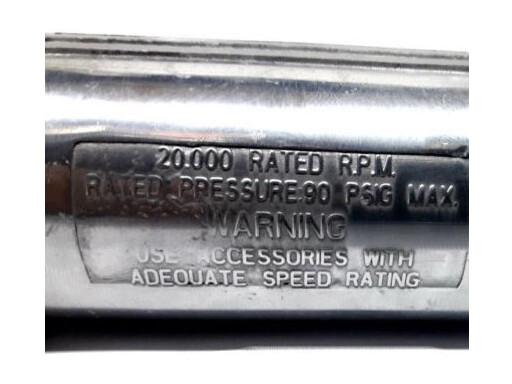 20.000 RATED R.P.M.
RATED PRESSURE:90 PSIG MAX.
WARNING
USE ACCESSORIES WITH
ADEQUATE SPEED RATING